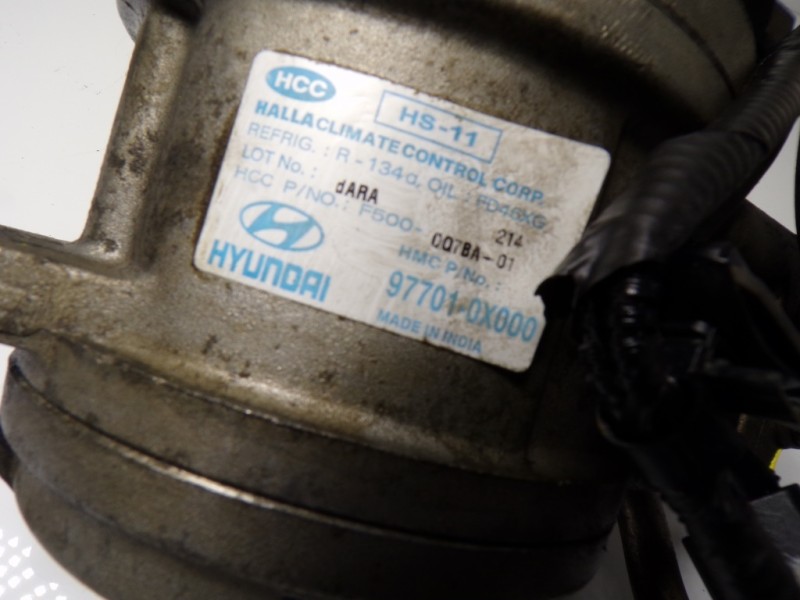 HCC
HS-11
HALLA CLIMATE CONTROL CORP.
REFRIG. : R-134a, OIL : FD46XG
LOT No. : dARA 214
HCC P/NO. : F500- 0Q7BA-01
HYUNDAI
HMC P/No. :
97701-0X000
MADE IN INDIA